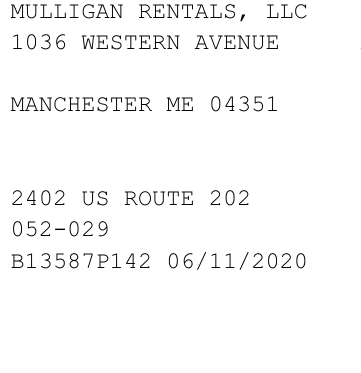 MULLIGAN RENTALS, LLC
1036 WESTERN AVENUE
MANCHESTER ME 04351
2402 US ROUTE 202
052-029
B13587P142 06/11/2020